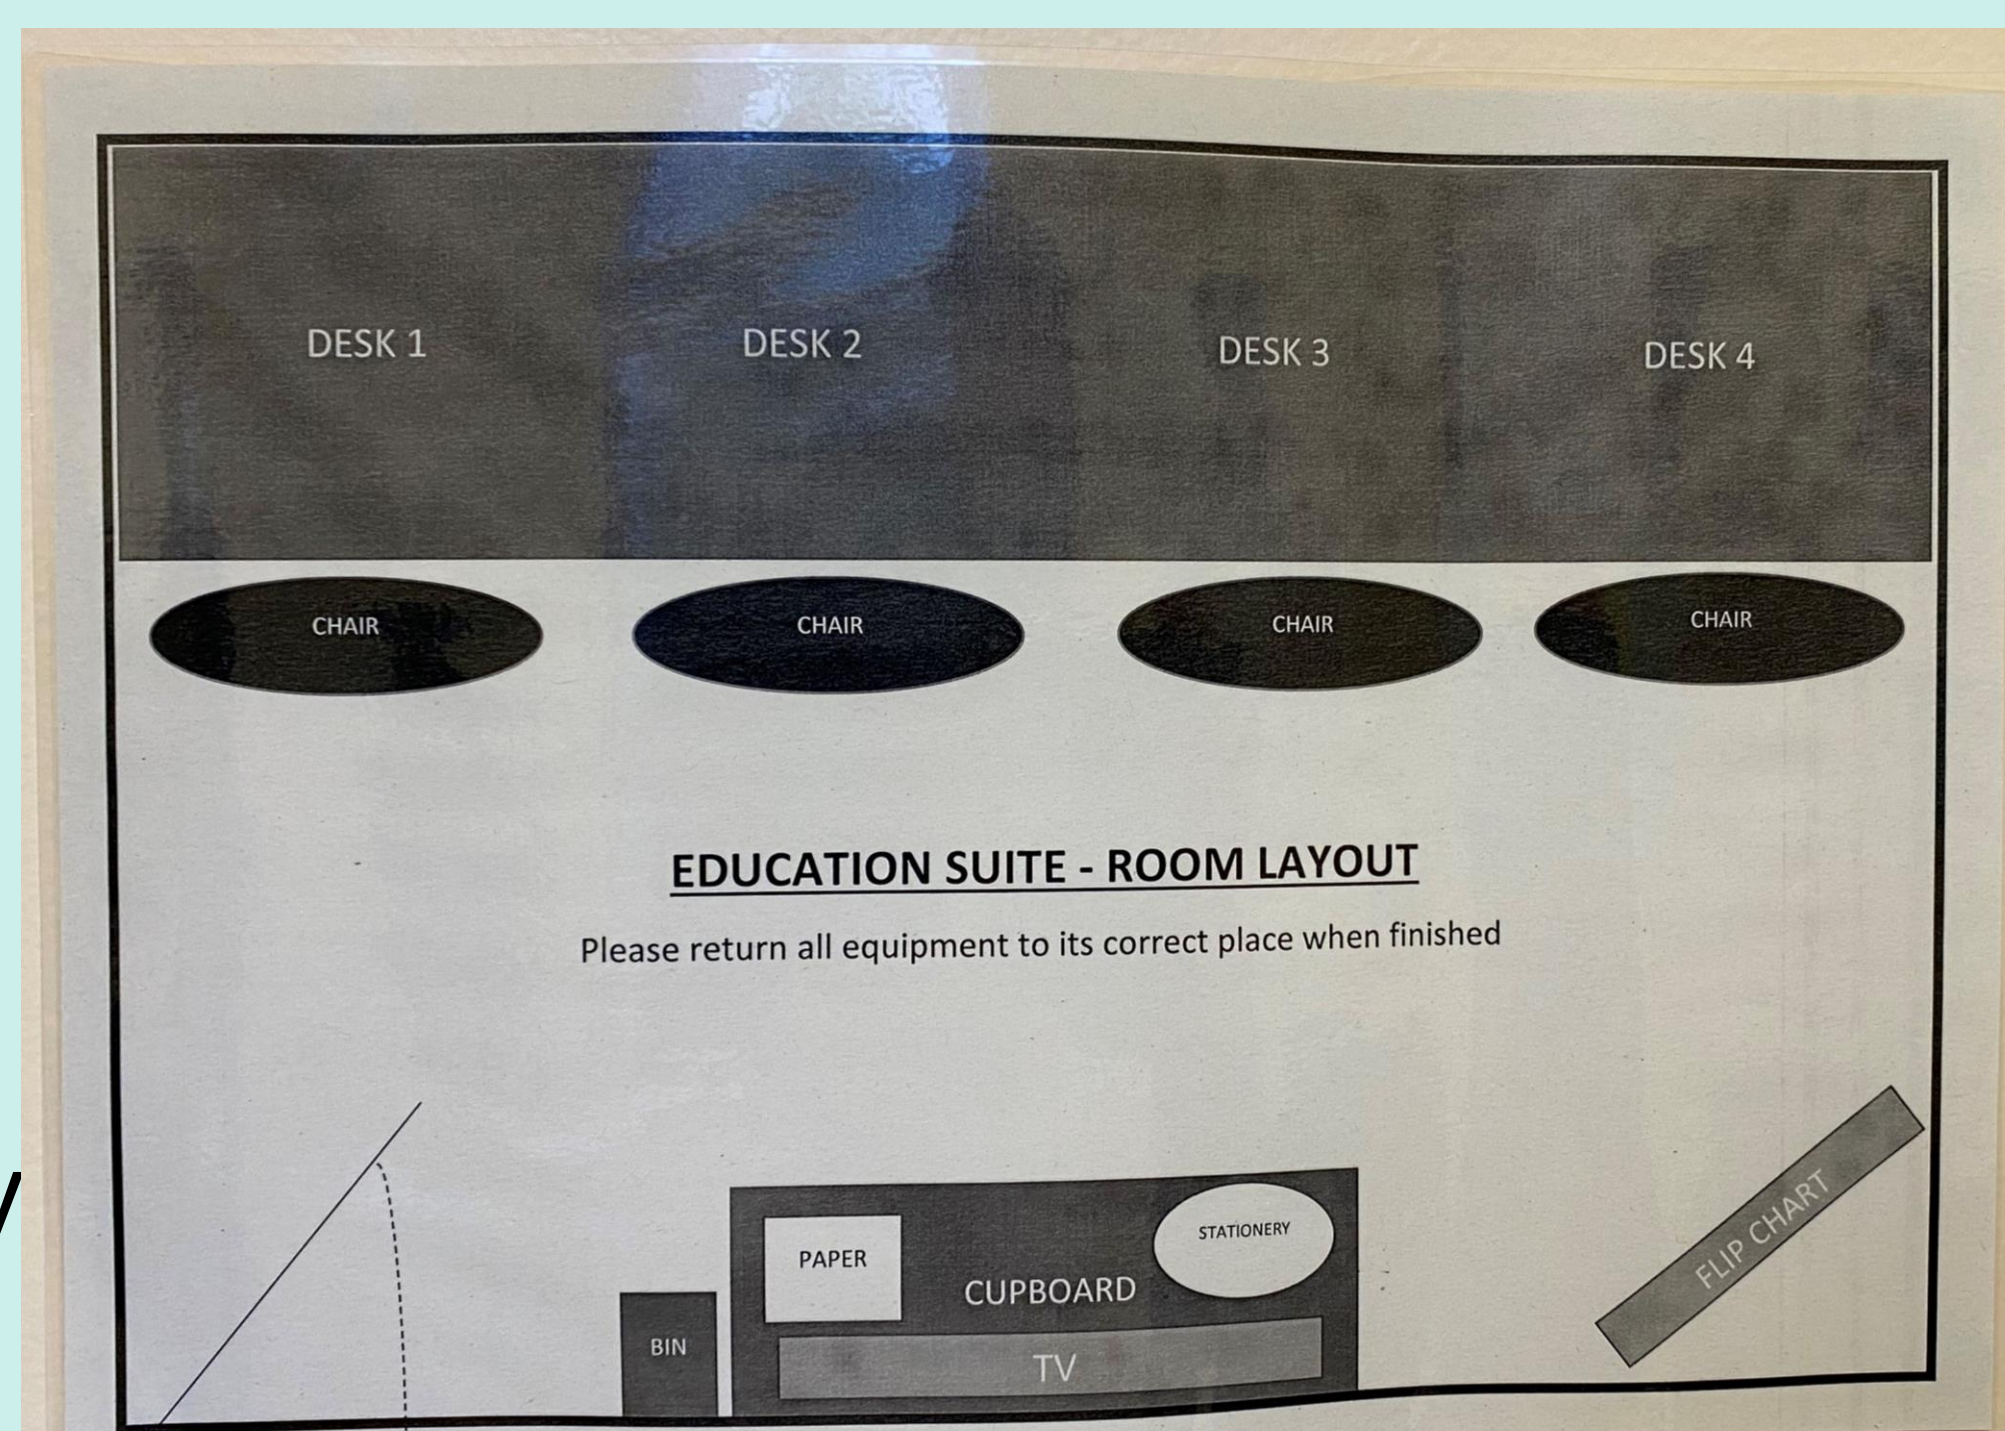 DESK 1
DESK 2
DESK 3
DESK 4
CHAIR
CHAIR
CHAIR
CHAIR
EDUCATION SUITE - ROOM LAYOUT
Please return all equipment to its correct place when finished
PAPER
STATIONERY
CUPBOARD
BIN
TV
FLIP CHART